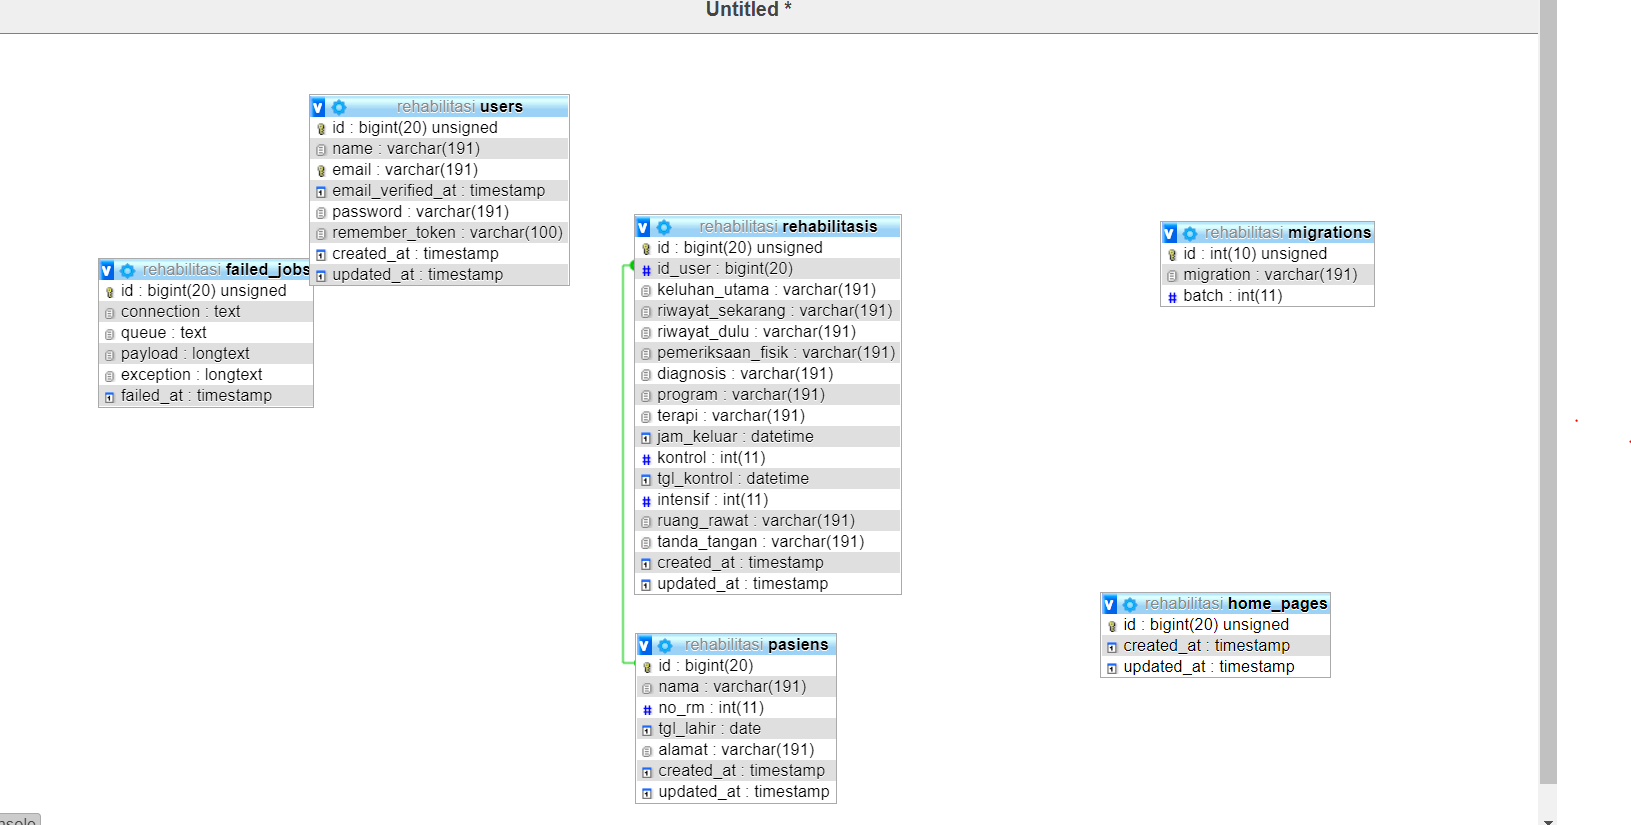 Untitled *
rehabilitasi users
id : bigint(20) unsigned
name : varchar(191)
email : varchar(191)
email_verified_at : timestamp
password : varchar(191)
remember_token : varchar(100)
created_at : timestamp
updated_at : timestamp
rehabilitasi failed_jobs
id : bigint(20) unsigned
connection : text
queue : text
payload : longtext
exception : longtext
failed_at : timestamp
rehabilitasi rehabilitasis
id : bigint(20) unsigned
id_user : bigint(20)
keluhan_utama : varchar(191)
riwayat_sekarang : varchar(191)
riwayat_dulu : varchar(191)
pemeriksaan_fisik : varchar(191)
diagnosis : varchar(191)
program : varchar(191)
terapi : varchar(191)
jam_keluar : datetime
kontrol : int(11)
tgl_kontrol : datetime
intensif : int(11)
ruang_rawat : varchar(191)
tanda_tangan : varchar(191)
created_at : timestamp
updated_at : timestamp
rehabilitasi migrations
id : int(10) unsigned
migration : varchar(191)
batch : int(11)
rehabilitasi home_pages
id : bigint(20) unsigned
created_at : timestamp
updated_at : timestamp
rehabilitasi pasiens
id : bigint(20)
nama : varchar(191)
no_rm : int(11)
tgl_lahir : date
alamat : varchar(191)
created_at : timestamp
updated_at : timestamp